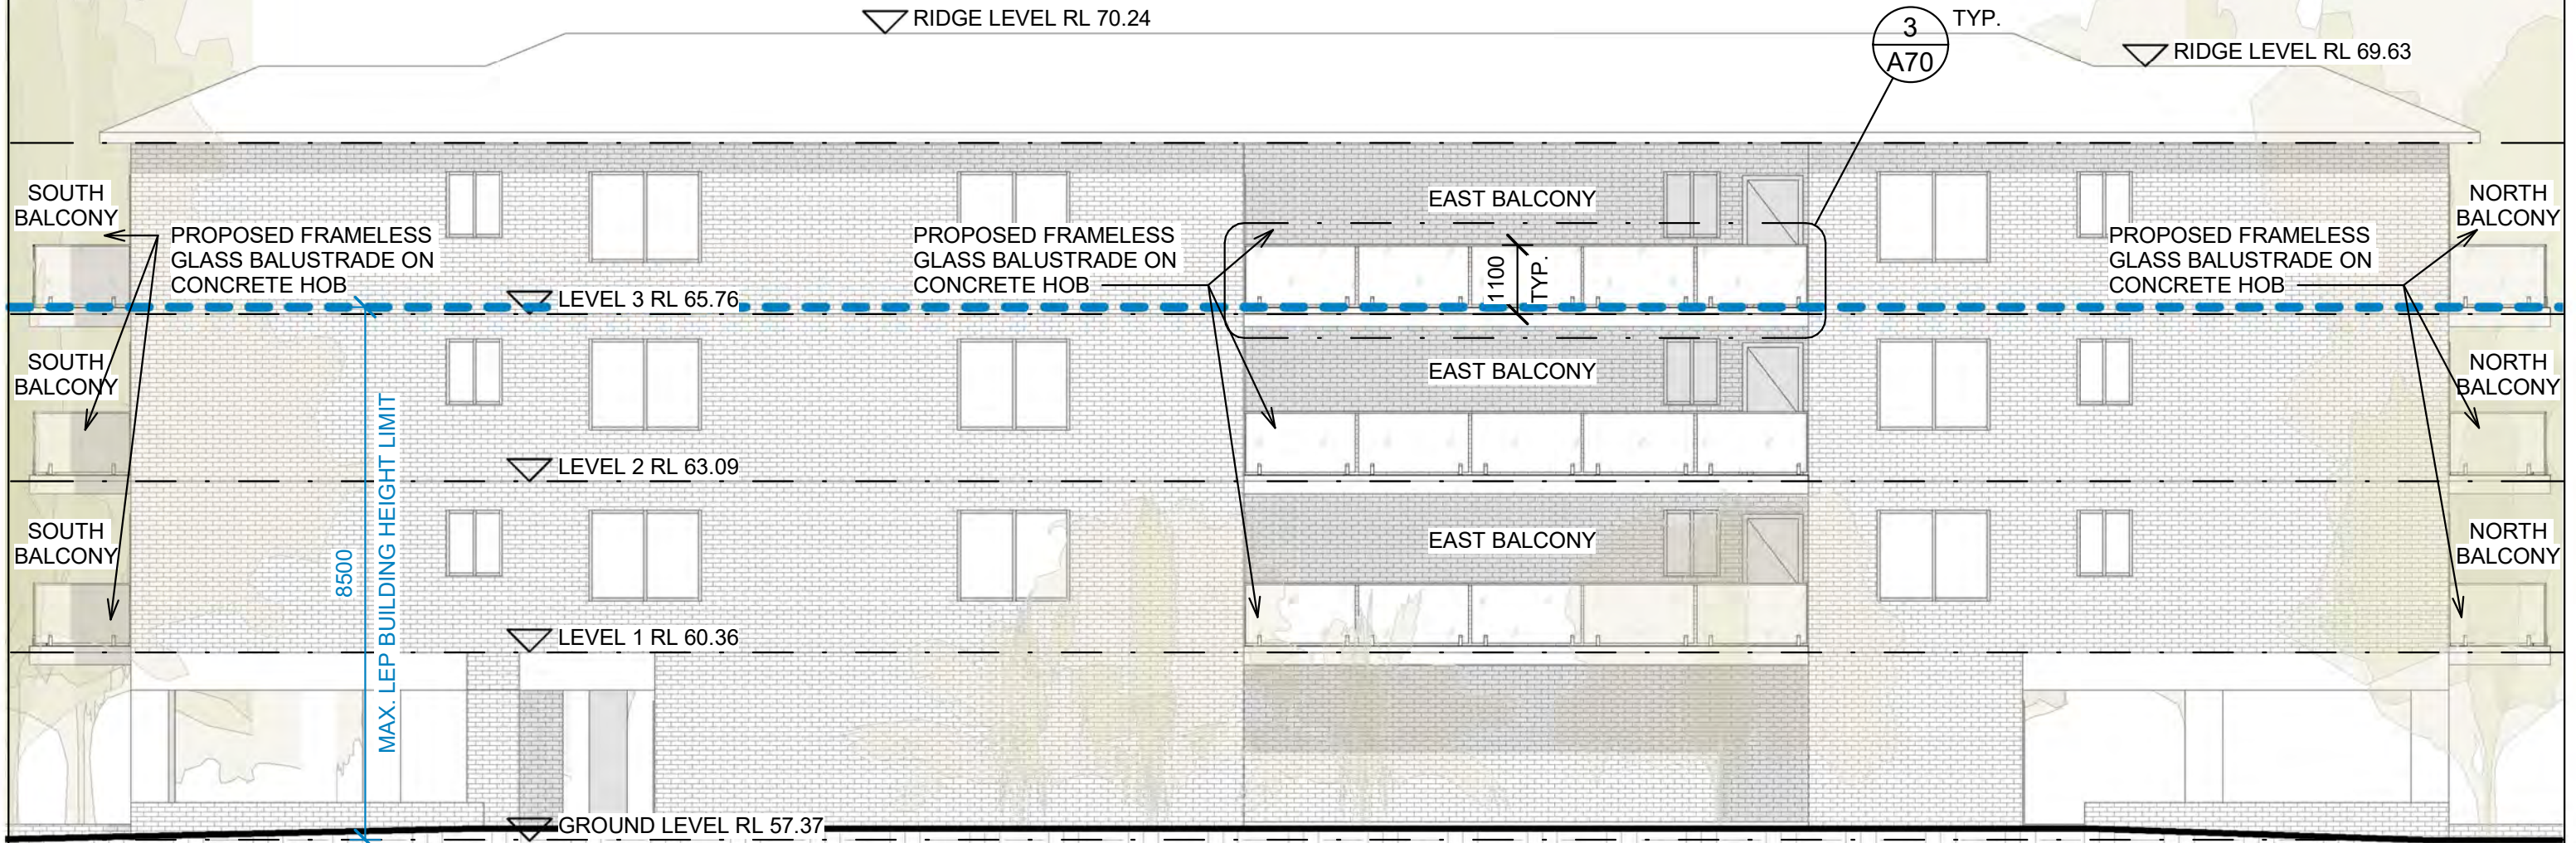 RIDGE LEVEL RL 70.24
3
A70
TYP.
RIDGE LEVEL RL 69.63
SOUTH
BALCONY
PROPOSED FRAMELESS
GLASS BALUSTRADE ON
CONCRETE HOB
PROPOSED FRAMELESS
GLASS BALUSTRADE ON
CONCRETE HOB
EAST BALCONY
1100
TYP.
PROPOSED FRAMELESS
GLASS BALUSTRADE ON
CONCRETE HOB
NORTH
BALCONY
LEVEL 3 RL 65.76
SOUTH
BALCONY
EAST BALCONY
NORTH
BALCONY
8500
MAX. LEP BUILDING HEIGHT LIMIT
LEVEL 2 RL 63.09
SOUTH
BALCONY
EAST BALCONY
NORTH
BALCONY
LEVEL 1 RL 60.36
GROUND LEVEL RL 57.37